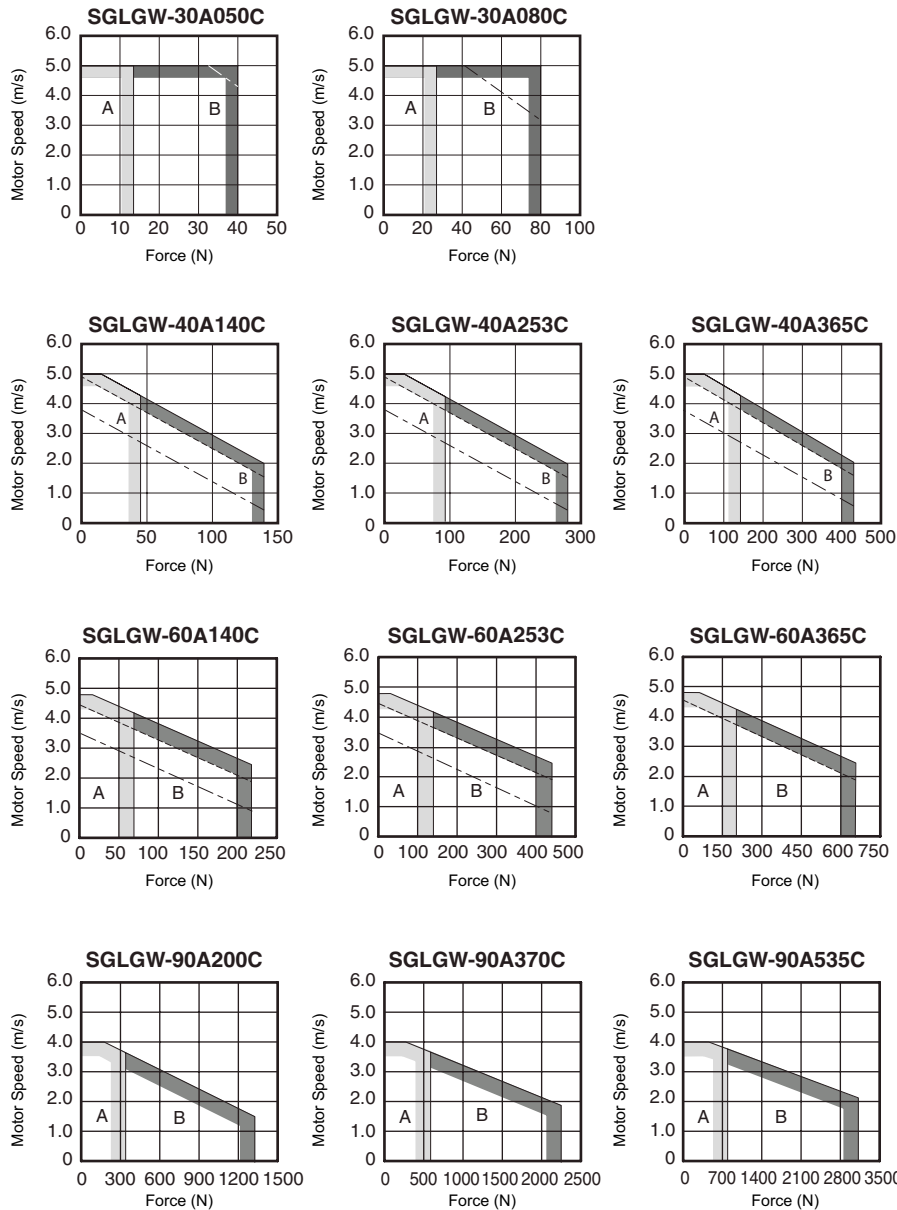 SGLGW-30A050C
6.0
5.0
4.0
3.0
2.0
1.0
0
A
B
0 10 20 30 40 50
Motor Speed (m/s)
Force (N)
SGLGW-30A080C
6.0
5.0
4.0
3.0
2.0
1.0
0
A
B
0 20 40 60 80 100
Motor Speed (m/s)
Force (N)
SGLGW-40A140C
6.0
5.0
4.0
3.0
2.0
1.0
0
A
B
0 50 100 150
Motor Speed (m/s)
Force (N)
SGLGW-40A253C
6.0
5.0
4.0
3.0
2.0
1.0
0
A
B
0 100 200 300
Motor Speed (m/s)
Force (N)
SGLGW-40A365C
6.0
5.0
4.0
3.0
2.0
1.0
0
A
B
0 100 200 300 400 500
Motor Speed (m/s)
Force (N)
SGLGW-60A140C
6.0
5.0
4.0
3.0
2.0
1.0
0
A
B
0 50 100 150 200 250
Motor Speed (m/s)
Force (N)
SGLGW-60A253C
6.0
5.0
4.0
3.0
2.0
1.0
0
A
B
0 100 200 300 400 500
Motor Speed (m/s)
Force (N)
SGLGW-60A365C
6.0
5.0
4.0
3.0
2.0
1.0
0
A
B
0 150 300 450 600 750
Motor Speed (m/s)
Force (N)
SGLGW-90A200C
6.0
5.0
4.0
3.0
2.0
1.0
0
A
B
0 300 600 900 1200 1500
Motor Speed (m/s)
Force (N)
SGLGW-90A370C
6.0
5.0
4.0
3.0
2.0
1.0
0
A
B
0 500 1000 1500 2000 2500
Motor Speed (m/s)
Force (N)
SGLGW-90A535C
6.0
5.0
4.0
3.0
2.0
1.0
0
A
B
0 700 1400 2100 2800 3500
Motor Speed (m/s)
Force (N)